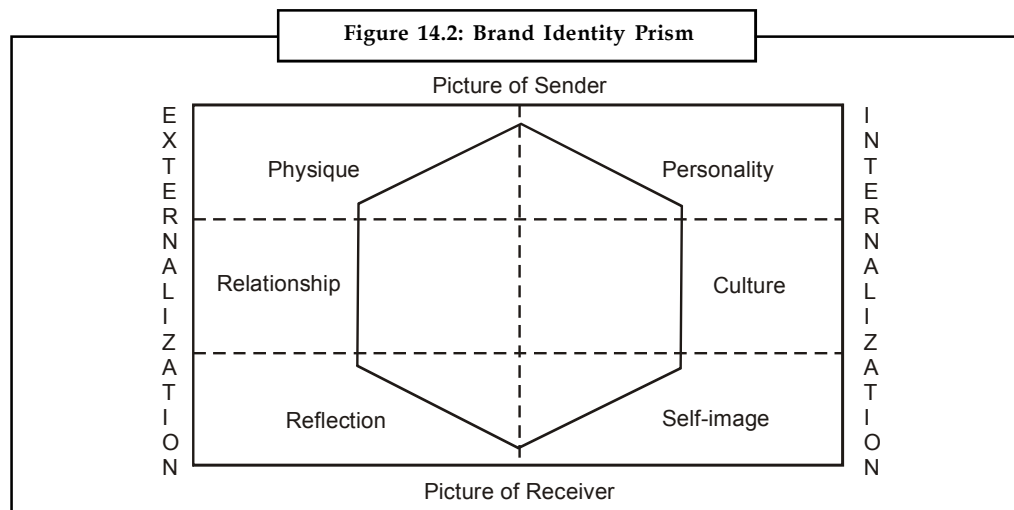 Figure 14.2: Brand Identity Prism
Picture of Sender
EXTERNALIZATION
INTERNALIZATION
Physique
Personality
Relationship
Culture
Reflection
Self-image
Picture of Receiver